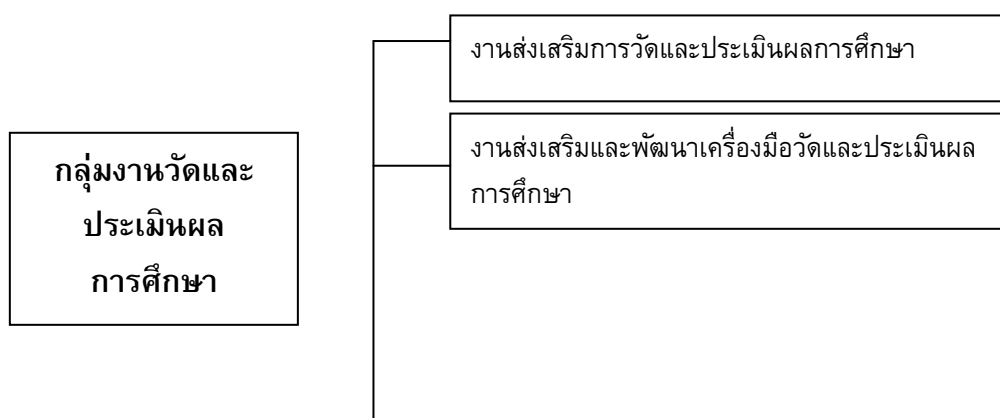 งานส่งเสริมการวัดและประเมินผลการศึกษา
งานส่งเสริมและพัฒนาเครื่องมือวัดและประเมินผล
การศึกษา
กลุ่มงานวัดและ
ประเมินผล
การศึกษา